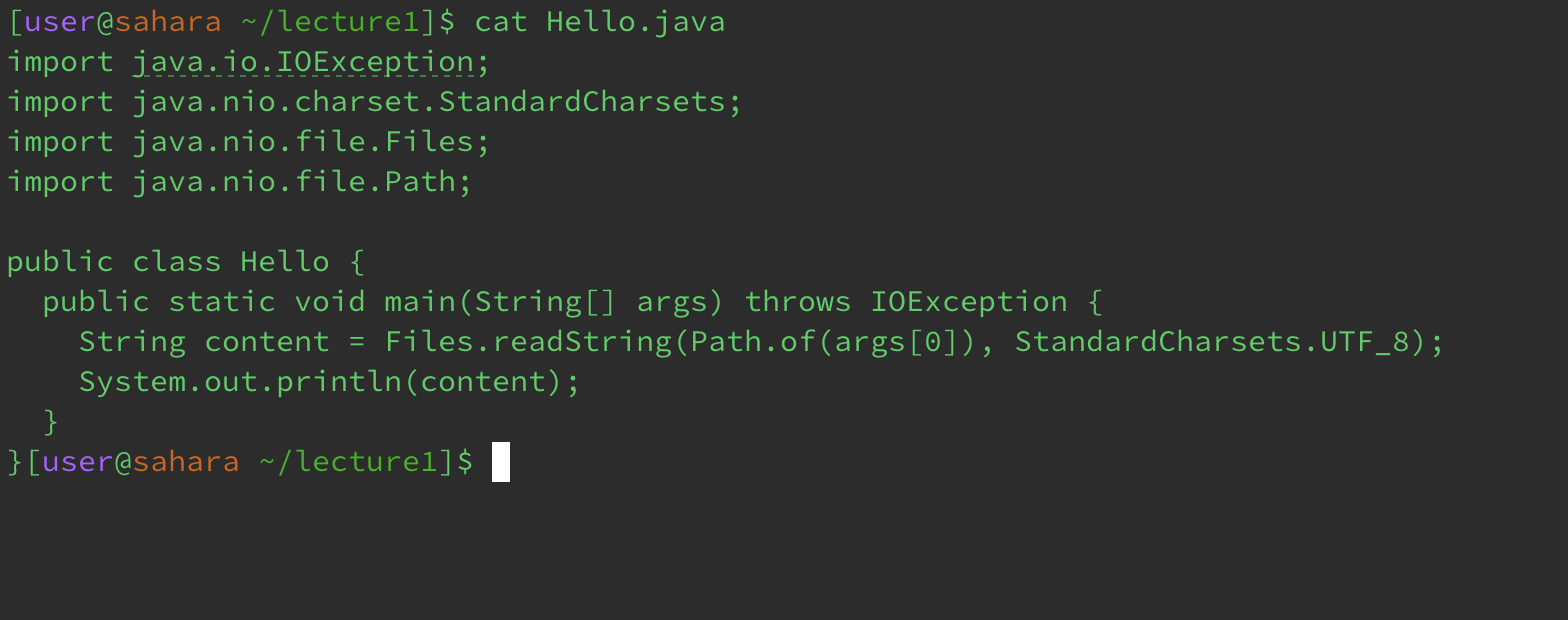 [user@sahara ~/lecture1]$ cat Hello.java
import java.io.IOException;
import java.nio.charset.StandardCharsets;
import java.nio.file.Files;
import java.nio.file.Path;

public class Hello {
  public static void main(String[] args) throws IOException {
    String content = Files.readString(Path.of(args[0]), StandardCharsets.UTF_8);
    System.out.println(content);
  }
}[user@sahara ~/lecture1]$